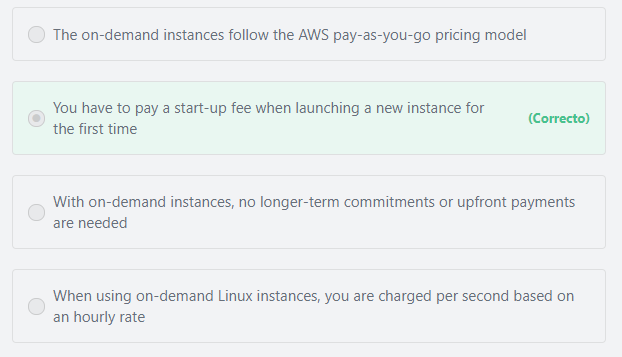 The on-demand instances follow the AWS pay-as-you-go pricing model
You have to pay a start-up fee when launching a new instance for
the first time
(Correcto)
With on-demand instances, no longer-term commitments or upfront payments
are needed
When using on-demand Linux instances, you are charged per second based on
an hourly rate